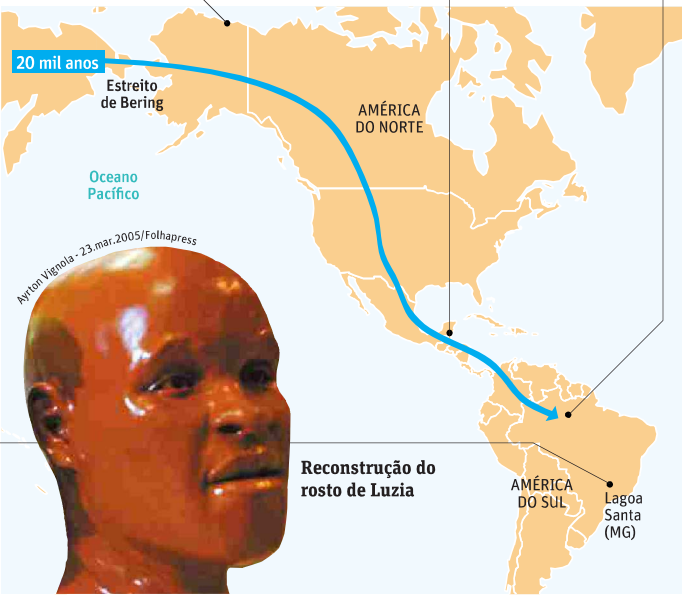 20 mil anos
Estreito
de Bering
AMÉRICA
DO NORTE
Oceano
Pacífico
Ayrton Vignola - 23.mar.2005/Folhapress
Reconstrução do
rosto de Luzia
AMÉRICA
DO SUL
Lagoa
Santa
(MG)